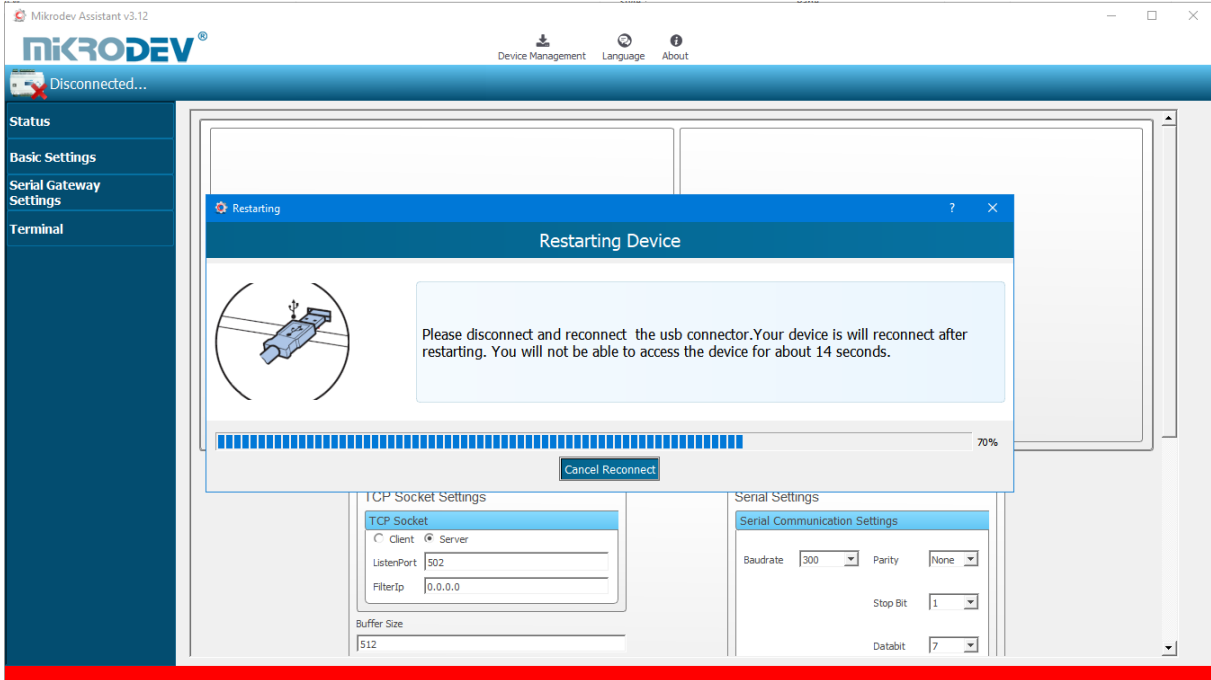 Mikrodev Assistant v3.12
MiKRODEV®
Device Management Language About
Disconnected...
Status
Basic Settings
Serial Gateway
Settings
Terminal
Restarting
?
Restarting Device
Please disconnect and reconnect the usb connector.Your device is will reconnect after
restarting. You will not be able to access the device for about 14 seconds.
70%
Cancel Reconnect
TCP Socket Settings
TCP Socket
Client Server
ListenPort 502
FilterIp 0.0.0.0
Buffer Size
512
Serial Settings
Serial Communication Settings
Baudrate 300 Parity None
Stop Bit 1
Databit 7